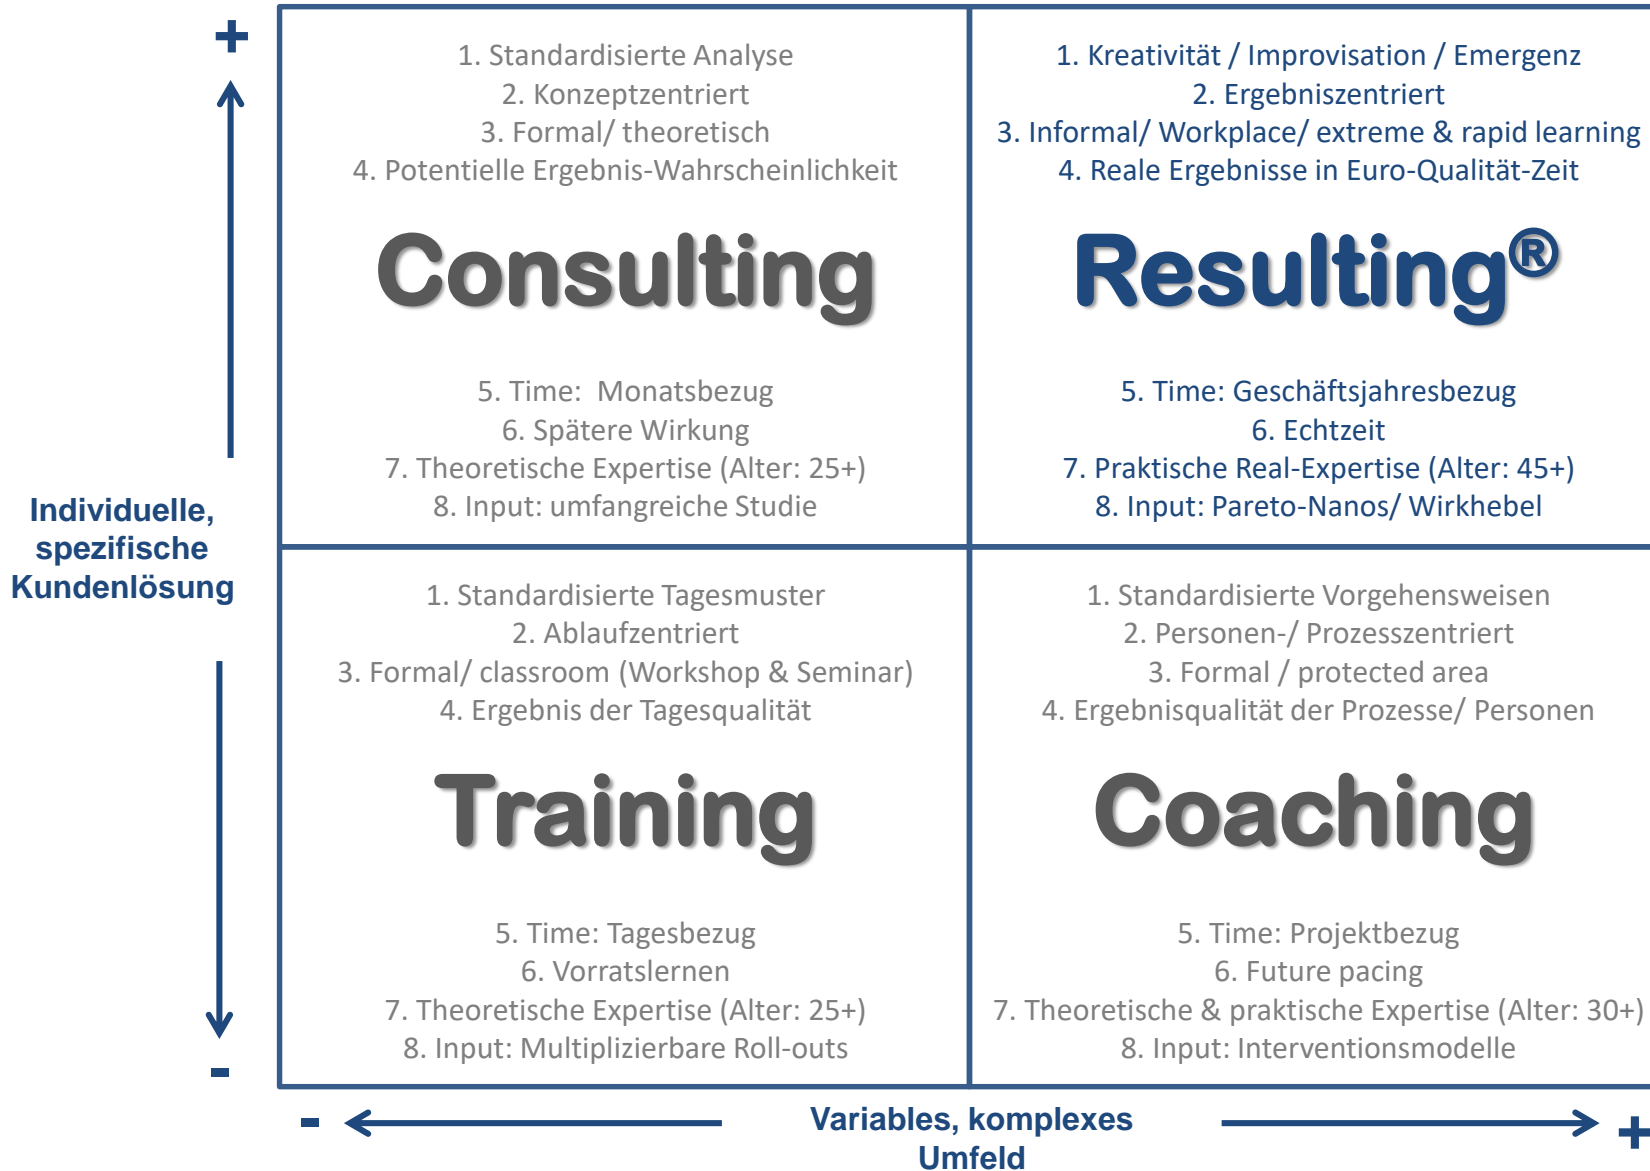 +
1. Standardisierte Analyse
2. Konzeptzentriert
3. Formal/ theoretisch
4. Potentielle Ergebnis-Wahrscheinlichkeit
Consulting
5. Time:  Monatsbezug
6. Spätere Wirkung
7. Theoretische Expertise (Alter: 25+)
8. Input: umfangreiche Studie
1. Kreativität / Improvisation / Emergenz
2. Ergebniszentriert
3. Informal/ Workplace/ extreme & rapid learning
4. Reale Ergebnisse in Euro-Qualität-Zeit
Resulting®
5. Time: Geschäftsjahresbezug
6. Echtzeit
7. Praktische Real-Expertise (Alter: 45+)
8. Input: Pareto-Nanos/ Wirkhebel
Individuelle,
spezifische
Kundenlösung
1. Standardisierte Tagesmuster
2. Ablaufzentriert
3. Formal/ classroom (Workshop & Seminar)
4. Ergebnis der Tagesqualität
Training
5. Time: Tagesbezug
6. Vorratslernen
7. Theoretische Expertise (Alter: 25+)
8. Input: Multiplizierbare Roll-outs
1. Standardisierte Vorgehensweisen
2. Personen-/ Prozesszentriert
3. Formal / protected area
4. Ergebnisqualität der Prozesse/ Personen
Coaching
5. Time: Projektbezug
6. Future pacing
7. Theoretische & praktische Expertise (Alter: 30+)
8. Input: Interventionsmodelle
-
-
Variables, komplexes
Umfeld
+